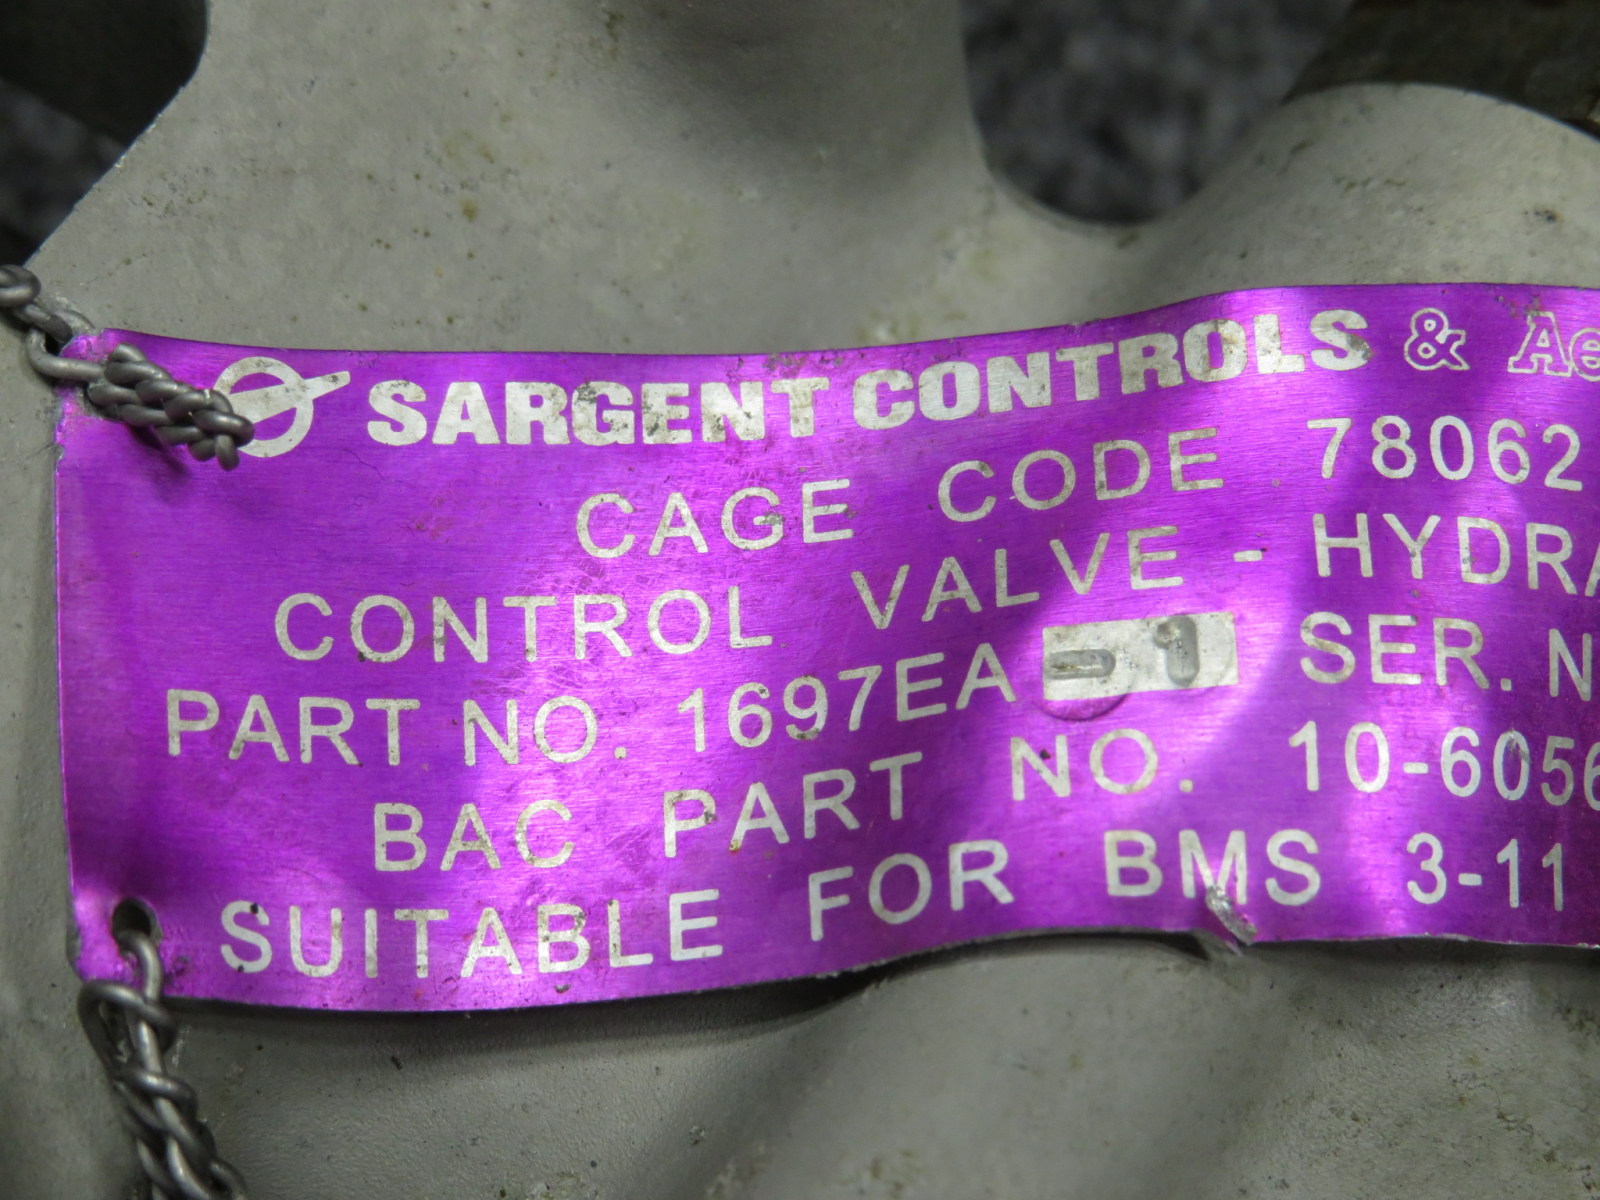 SARGENT CONTROLS & Ae
CAGE CODE 78062
CONTROL VALVE - HYDRA
PART NO. 1697EA -1 SER. N
BAC PART NO. 10-6056
SUITABLE FOR BMS 3-11